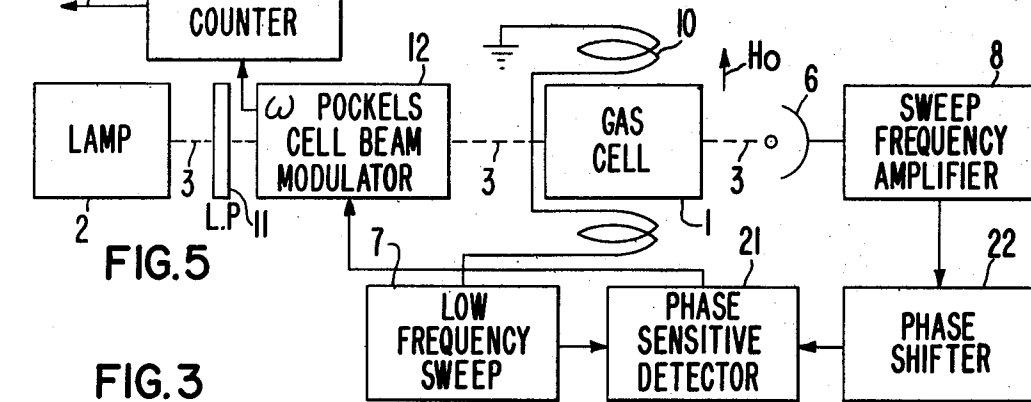 COUNTER
12
10
Ho
6
8
LAMP
ω POCKELS
CELL BEAM
MODULATOR
GAS
CELL
SWEEP
FREQUENCY
AMPLIFIER
3
3
3
2
L.P
11
1
FIG.5
7
21
22
LOW
FREQUENCY
SWEEP
PHASE
SENSITIVE
DETECTOR
PHASE
SHIFTER
FIG.3